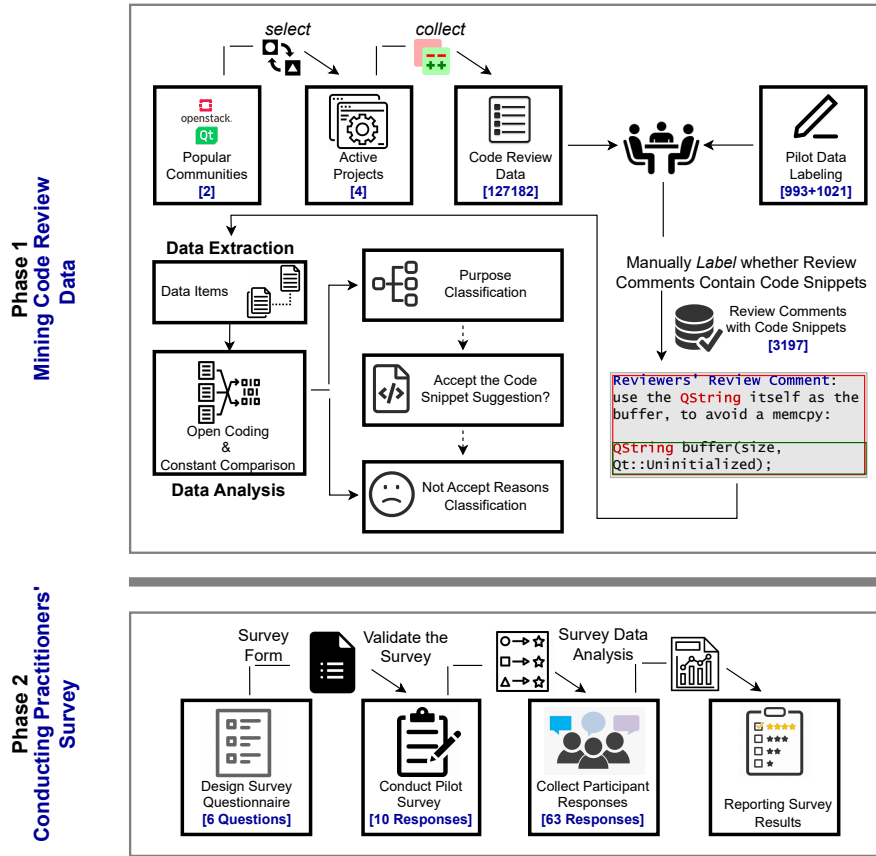 Phase 1
Mining Code Review
Data
select
collect
openstack.
Qt
Popular
Communities
[2]
Active
Projects
[4]
Code Review
Data
[127182]
Pilot Data
Labeling
[993+1021]
Data Extraction
Data Items
Purpose
Classification
Manually Label whether Review
Comments Contain Code Snippets
Review Comments
with Code Snippets
[3197]
101
Open Coding
&
Constant Comparison
Data Analysis
</>
Accept the Code
Snippet Suggestion?
Not Accept Reasons
Classification
Reviewers' Review Comment:
use the QString itself as the
buffer, to avoid a memcpy:
QString buffer(size,
Qt::Uninitialized);
Phase 2
Conducting Practitioners'
Survey
Survey
Form
Validate the
Survey
Survey Data
Analysis
Design Survey
Questionnaire
[6 Questions]
Conduct Pilot
Survey
[10 Responses]
Collect Participant
Responses
[63 Responses]
Reporting Survey
Results